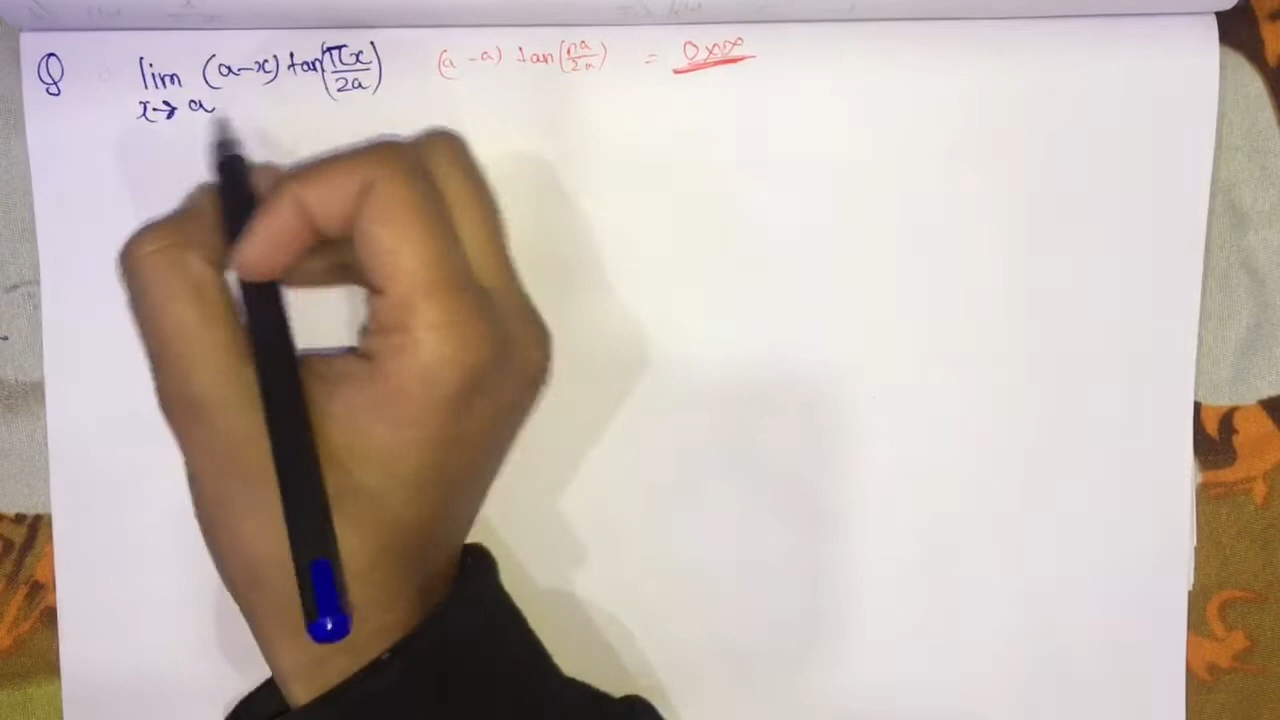 Q lim x→a (a-x) tan(πx/2a) (a-a) tan(πa/2a) = 0×∞